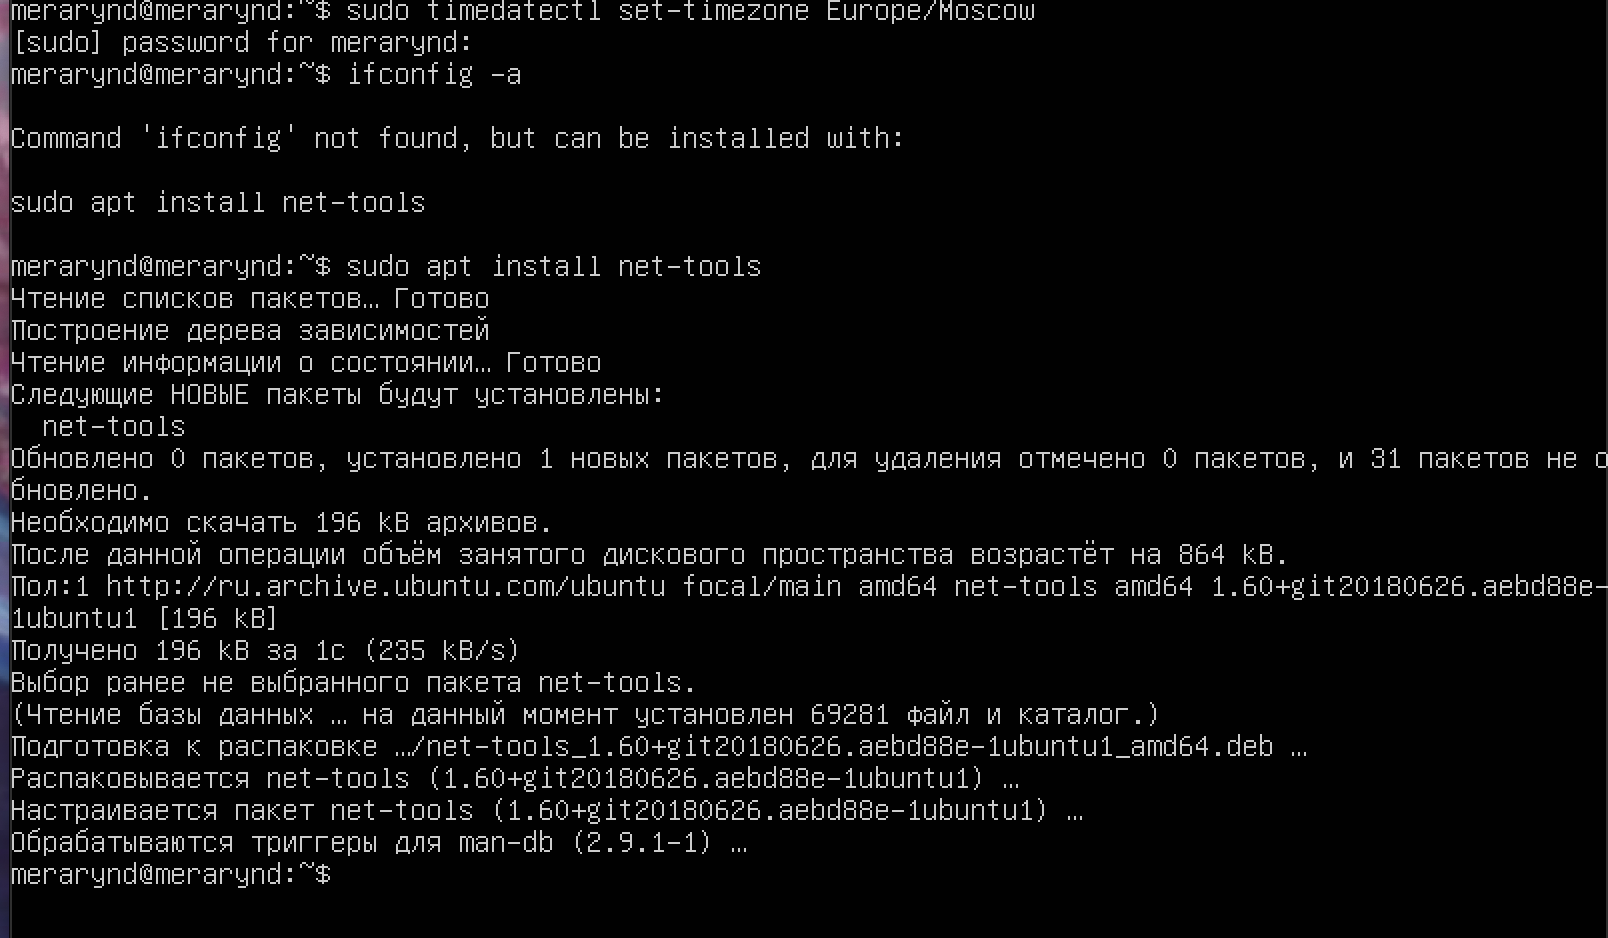 merarynd@merarynd:~$ sudo timedatectl set-timezone Europe/Moscow
[sudo] password for merarynd:
merarynd@merarynd:~$ ifconfig -a
Command 'ifconfig' not found, but can be installed with:
sudo apt install net-tools
merarynd@merarynd:~$ sudo apt install net-tools
Чтение списков пакетов… Готово
Построение дерева зависимостей
Чтение информации о состоянии… Готово
Следующие НОВЫЕ пакеты будут установлены:
  net-tools
Обновлено 0 пакетов, установлено 1 новых пакетов, для удаления отмечено 0 пакетов, и 31 пакетов не о
бновлено.
Необходимо скачать 196 kB архивов.
После данной операции объём занятого дискового пространства возрастёт на 864 kB.
Пол:1 http://ru.archive.ubuntu.com/ubuntu focal/main amd64 net-tools amd64 1.60+git20180626.aebd88e-
1ubuntu1 [196 kB]
Получено 196 kB за 1с (235 kB/s)
Выбор ранее не выбранного пакета net-tools.
(Чтение базы данных … на данный момент установлен 69281 файл и каталог.)
Подготовка к распаковке …/net-tools_1.60+git20180626.aebd88e-1ubuntu1_amd64.deb …
Распаковывается net-tools (1.60+git20180626.aebd88e-1ubuntu1) …
Настраивается пакет net-tools (1.60+git20180626.aebd88e-1ubuntu1) …
Обрабатываются триггеры для man-db (2.9.1-1) …
merarynd@merarynd:~$